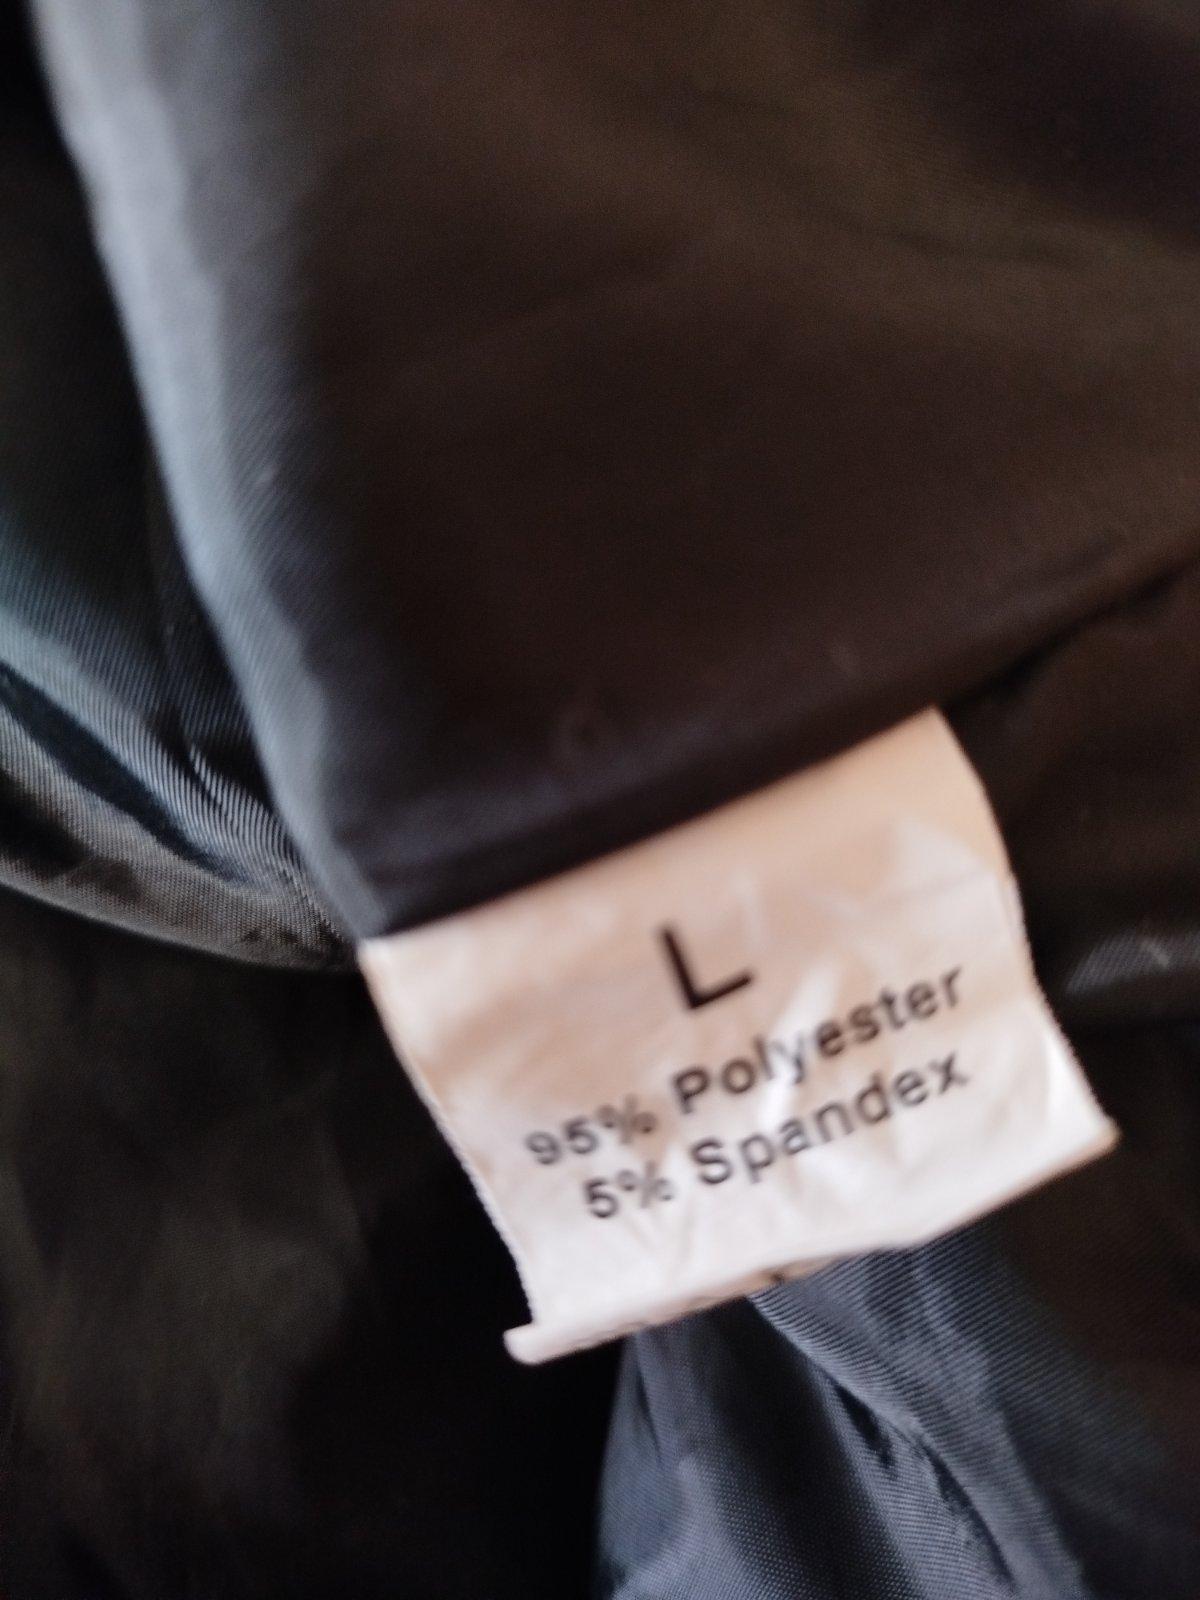 L
95% Polyester
5% Spandex